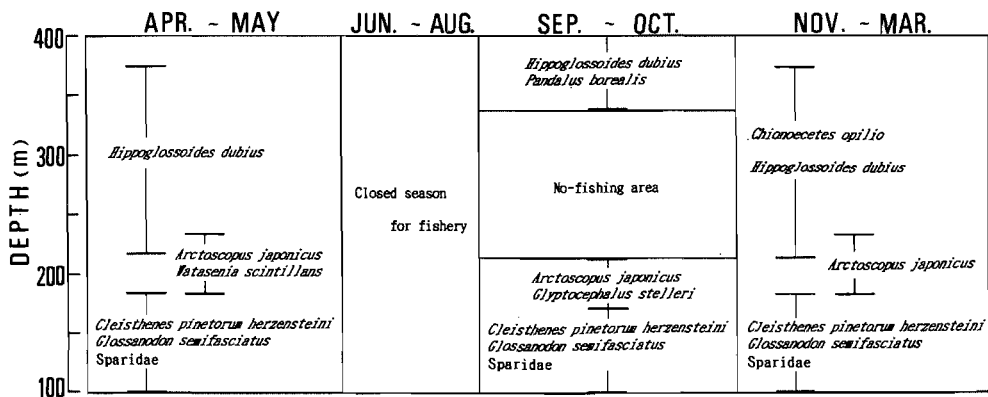 APR. ~ MAY
JUN. ~ AUG.
SEP. ~ OCT.
NOV. ~ MAR.
DEPTH (m)
400
300
200
100
Hippoglossoides dubius
Arctoscopus japonicus
Watasenia scintillans
Cleisthenes pinetorum herzensteini
Glossanodon semifasciatus
Sparidae
Closed season
for fishery
Hippoglossoides dubius
Pandalus borealis
No-fishing area
Arctoscopus japonicus
Glyptocephalus stelleri
Cleisthenes pinetorum herzensteini
Glossanodon semifasciatus
Sparidae
Chionoecetes opilio
Hippoglossoides dubius
Arctoscopus japonicus
Cleisthenes pinetorum herzensteini
Glossanodon semifasciatus
Sparidae